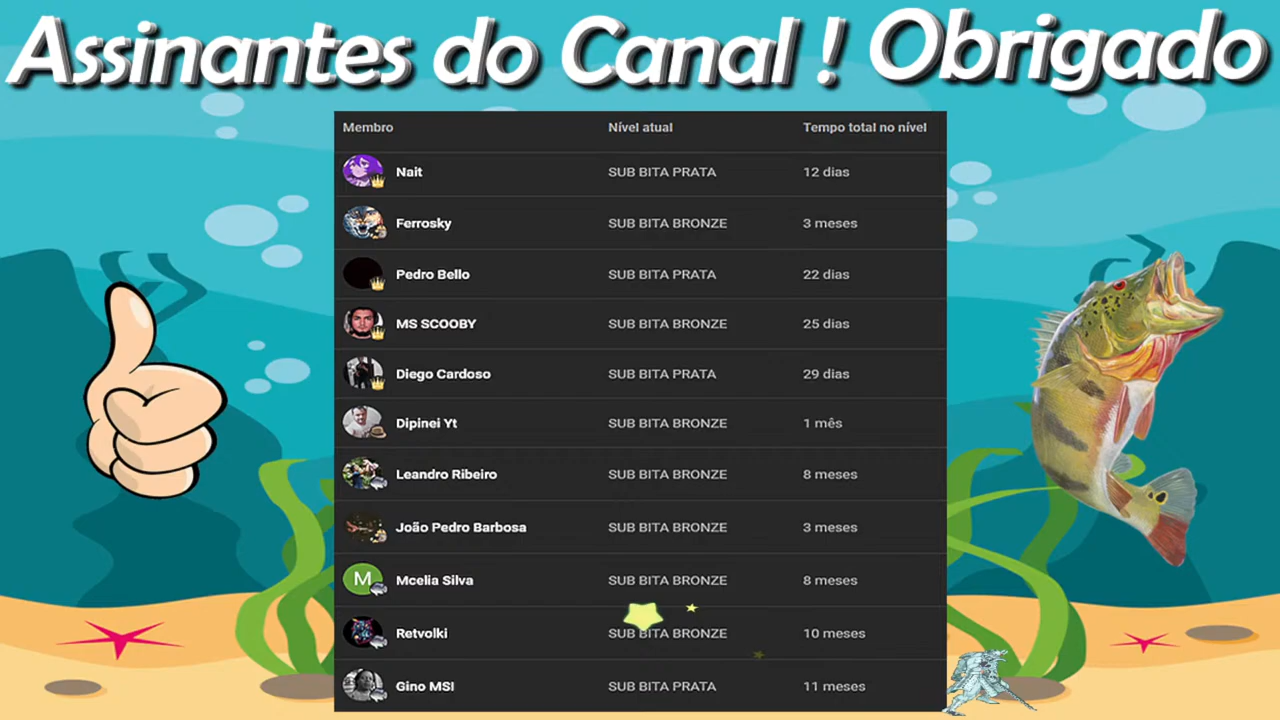 Assinantes do Canal ! Obrigado
Membro Nível atual Tempo total no nível
Nait SUB BITA PRATA 12 dias
Ferrosky SUB BITA BRONZE 3 meses
Pedro Bello SUB BITA PRATA 22 dias
MS SCOOBY SUB BITA BRONZE 25 dias
Diego Cardoso SUB BITA PRATA 29 dias
Dipinei Yt SUB BITA BRONZE 1 mês
Leandro Ribeiro SUB BITA BRONZE 8 meses
João Pedro Barbosa SUB BITA BRONZE 3 meses
M Mcelia Silva SUB BITA BRONZE 8 meses
Retvolki SUB BITA BRONZE 10 meses
Gino MSI SUB BITA PRATA 11 meses